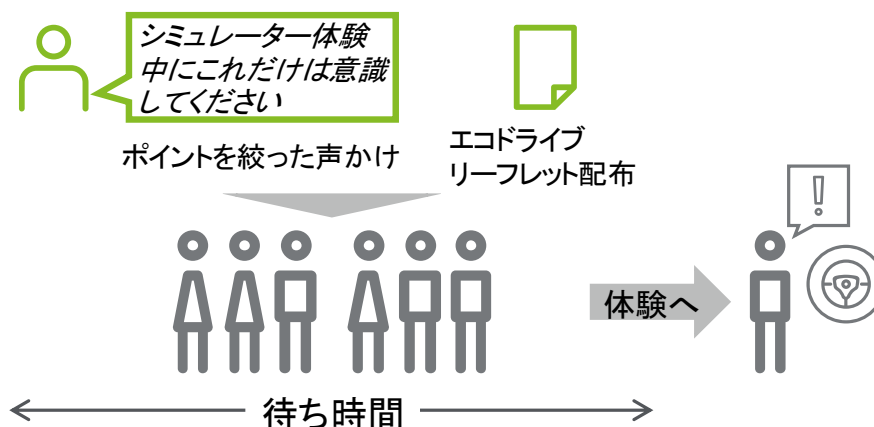 シミュレーター体験
中にこれだけは意識
してください
ポイントを絞った声かけ
エコドライブ
リーフレット配布
!
体験へ
待ち時間